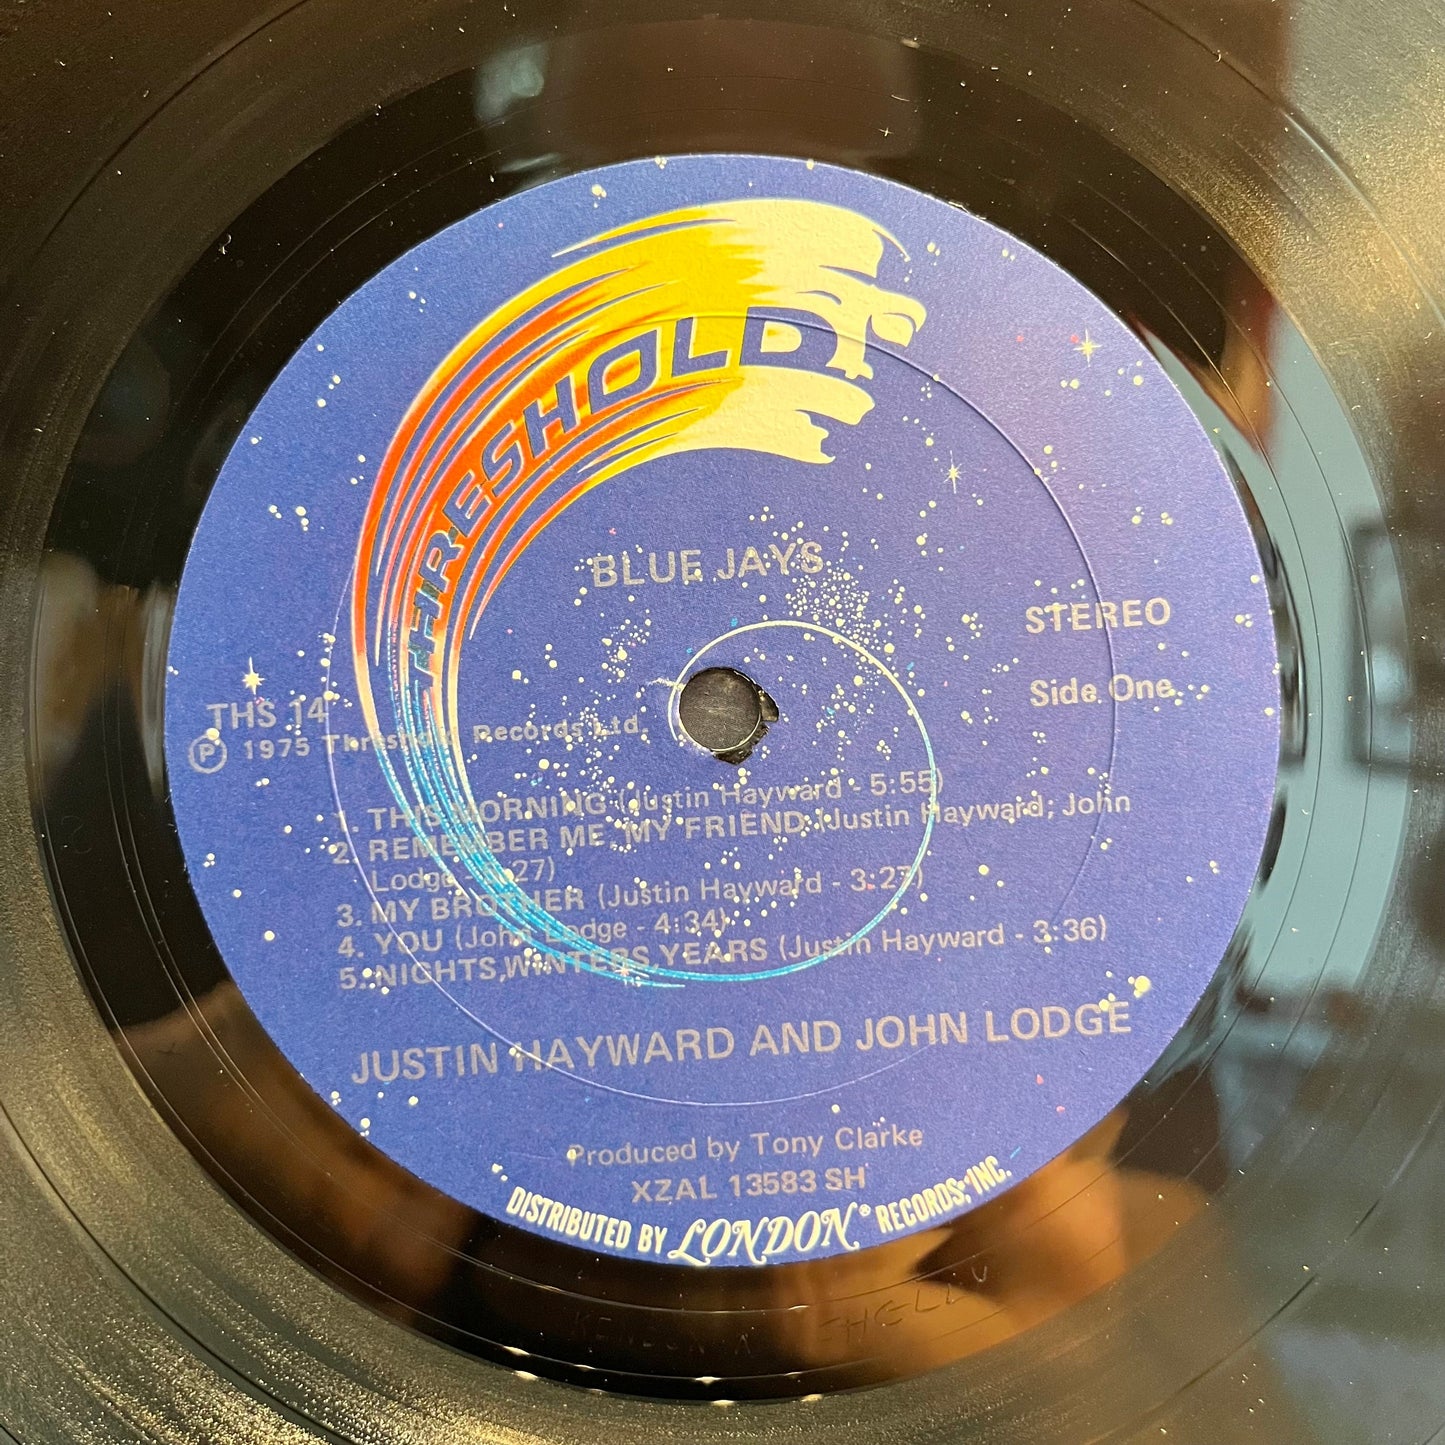 THRESHOLD
BLUE JAYS
STEREO
THS 14
Side One
℗ 1975 Threshold Records Ltd.
1. THIS MORNING (Justin Hayward - 5:55)
2. REMEMBER ME, MY FRIEND (Justin Hayward; John
Lodge - :27)
3. MY BROTHER (Justin Hayward - 3:27)
4. YOU (John Lodge - 4:34)
5. NIGHTS, WINTERS, YEARS (Justin Hayward - 3:36)
JUSTIN HAYWARD AND JOHN LODGE
Produced by Tony Clarke
XZAL 13583 SH
DISTRIBUTED BY LONDON® RECORDS, INC.